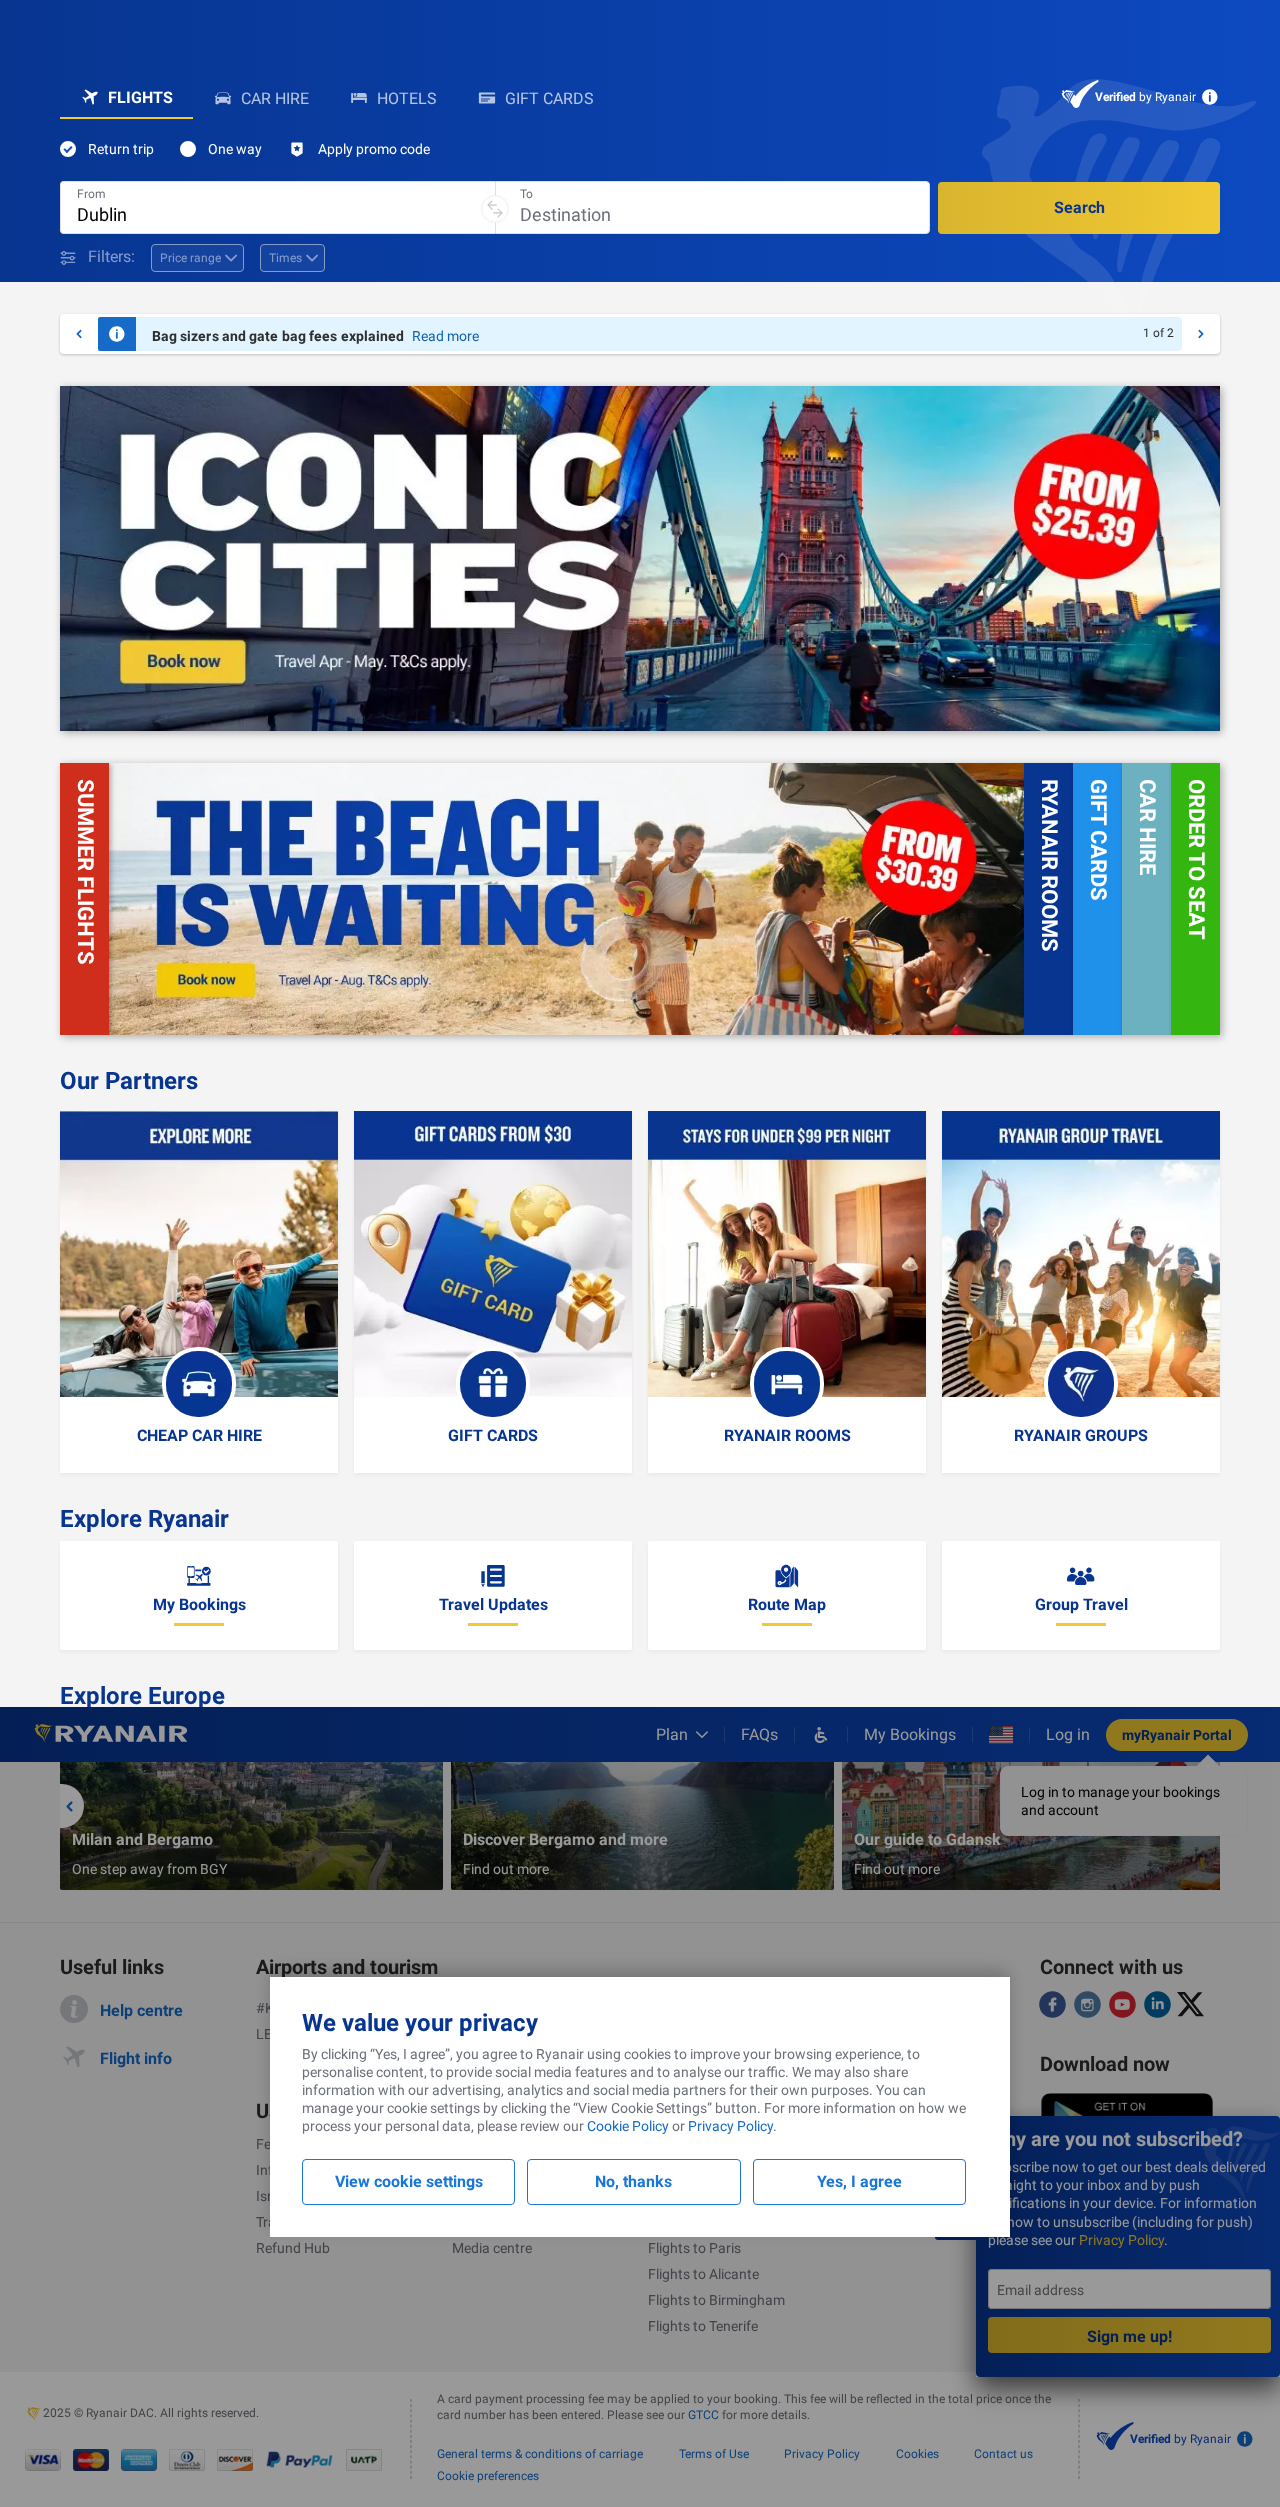 FLIGHTS
CAR HIRE
HOTELS
GIFT CARDS
Verified by Ryanair
Return trip
One way
Apply promo code
From
Dublin
To
Destination
Search
Filters:
Price range
Times
Bag sizers and gate bag fees explained Read more
1 of 2
ICONIC
CITIES
FROM
$25.39
Book now
Travel Apr - May. T&Cs apply.
SUMMER FLIGHTS
THE BEACH
IS WAITING
FROM
$30.39
Book now
Travel Apr - Aug. T&Cs apply.
RYANAIR ROOMS
GIFT CARDS
CAR HIRE
ORDER TO SEAT
Our Partners
EXPLORE MORE
CHEAP CAR HIRE
GIFT CARDS FROM $30
GIFT CARD
GIFT CARDS
STAYS FOR UNDER $99 PER NIGHT
RYANAIR ROOMS
RYANAIR GROUP TRAVEL
RYANAIR GROUPS
Explore Ryanair
My Bookings
Travel Updates
Route Map
Group Travel
Explore Europe
RYANAIR
Plan
FAQs
My Bookings
Log in
myRyanair Portal
Log in to manage your bookings
and account
Milan and Bergamo
One step away from BGY
Discover Bergamo and more
Find out more
Our guide to Gdansk
Find out more
Useful links
Help centre
Flight info
Airports and tourism
Connect with us
Download now
GET IT ON
We value your privacy
By clicking “Yes, I agree”, you agree to Ryanair using cookies to improve your browsing experience, to
personalise content, to provide social media features and to analyse our traffic. We may also share
information with our advertising, analytics and social media partners for their own purposes. You can
manage your cookie settings by clicking the “View Cookie Settings” button. For more information on how we
process your personal data, please review our Cookie Policy or Privacy Policy.
View cookie settings
No, thanks
Yes, I agree
Refund Hub
Media centre
Flights to Paris
Flights to Alicante
Flights to Birmingham
Flights to Tenerife
are you not subscribed?
now to get our best deals delivered
to your inbox and by push
in your device. For information
how to unsubscribe (including for push)
please see our Privacy Policy.
Email address
Sign me up!
2025 © Ryanair DAC. All rights reserved.
VISA
MasterCard
DISCOVER
PayPal
UATP
A card payment processing fee may be applied to your booking. This fee will be reflected in the total price once the
card number has been entered. Please see our GTCC for more details.
General terms & conditions of carriage
Terms of Use
Privacy Policy
Cookies
Contact us
Cookie preferences
Verified by Ryanair